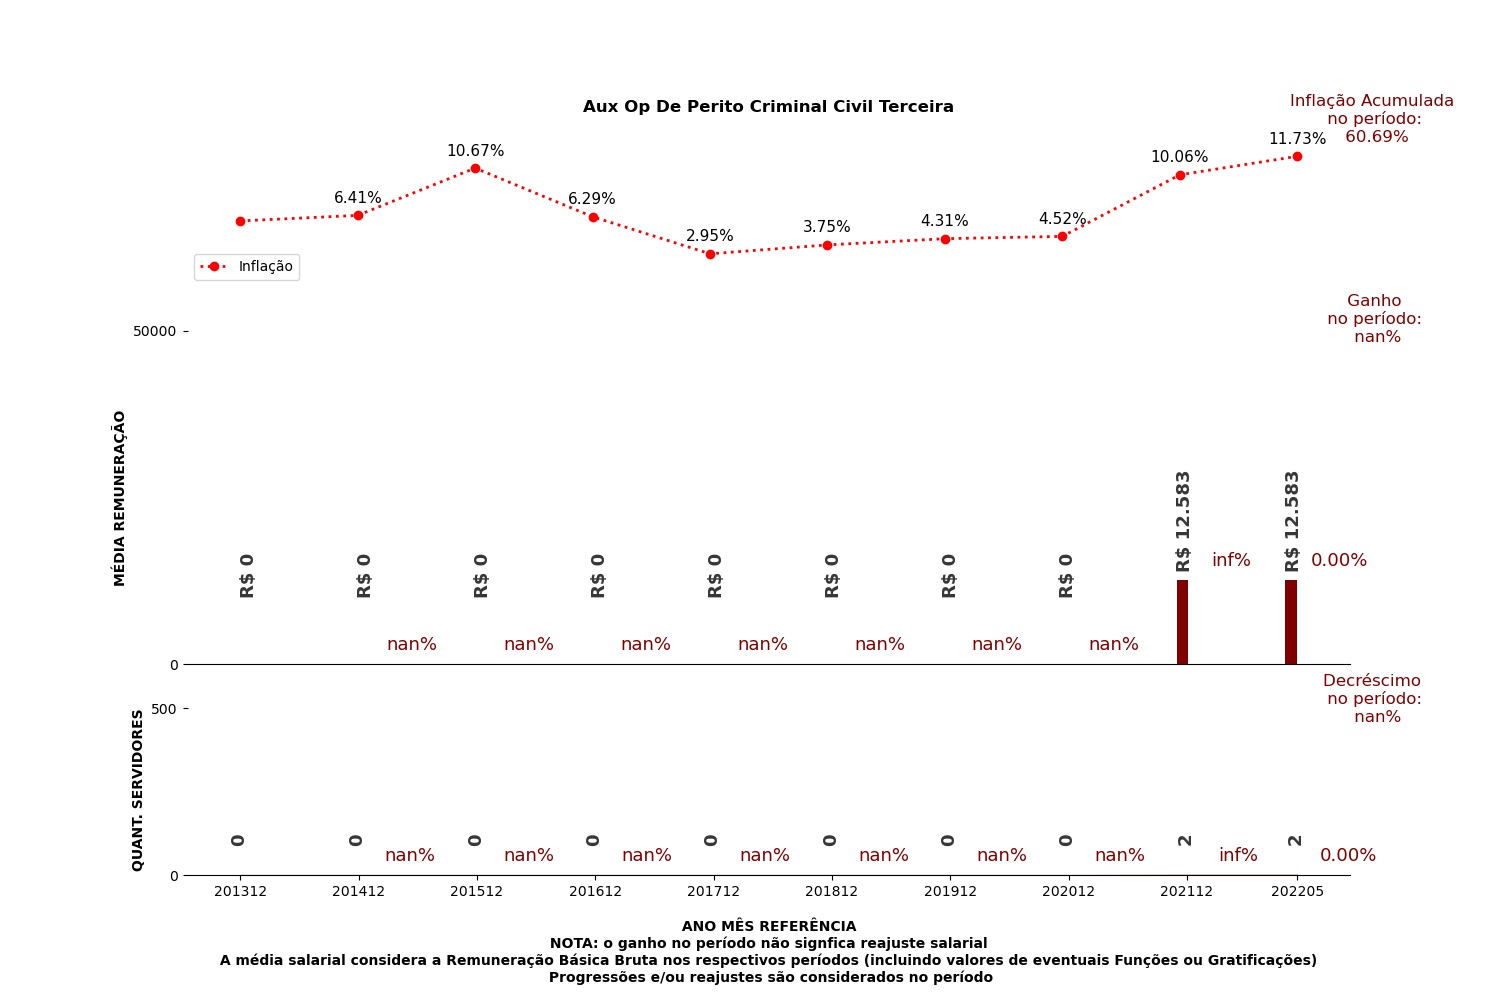 Aux Op De Perito Criminal Civil Terceira
Inflação Acumulada
no período:
60.69%
6.41%
10.67%
6.29%
2.95%
3.75%
4.31%
4.52%
10.06%
11.73%
Inflação
Ganho
no período:
nan%
50000
0
MÉDIA REMUNERAÇÃO
R$ 0
R$ 0
R$ 0
R$ 0
R$ 0
R$ 0
R$ 0
R$ 0
R$ 12.583
R$ 12.583
nan%
nan%
nan%
nan%
nan%
nan%
nan%
inf%
0.00%
Decréscimo
no período:
nan%
500
0
QUANT. SERVIDORES
0
0
0
0
0
0
0
0
2
2
nan%
nan%
nan%
nan%
nan%
nan%
nan%
inf%
0.00%
201312
201412
201512
201612
201712
201812
201912
202012
202112
202205
ANO MÊS REFERÊNCIA
NOTA: o ganho no período não signfica reajuste salarial
A média salarial considera a Remuneração Básica Bruta nos respectivos períodos (incluindo valores de eventuais Funções ou Gratificações)
Progressões e/ou reajustes são considerados no período